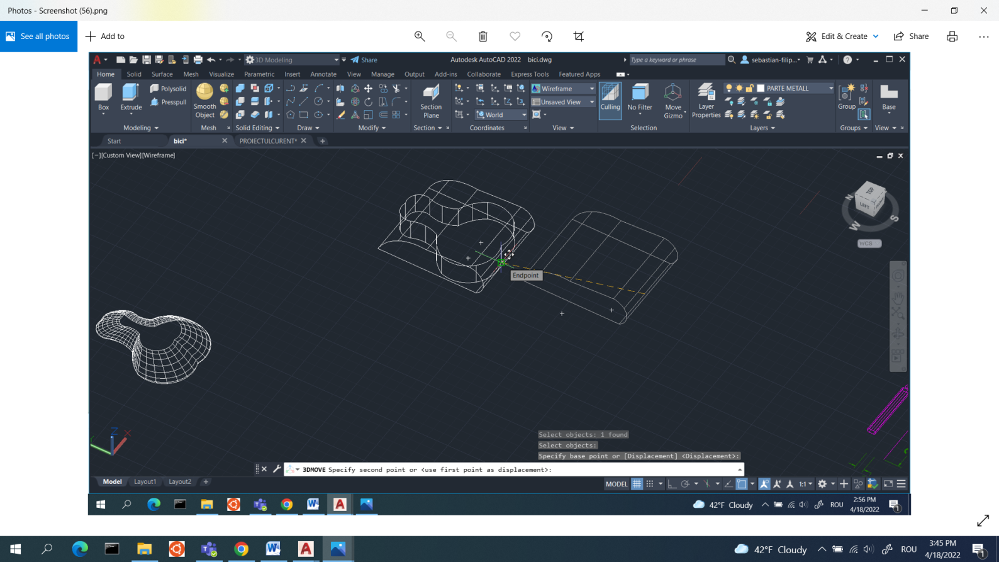 Photos - Screenshot (56).png
See all photos
Add to
Edit & Create
Share
3D Modeling
Share
Autodesk AutoCAD 2022 bici.dwg
Type a keyword or phrase
sebastian-filip...
Home Solid Surface Mesh Visualize Parametric Insert Annotate View Manage Output Add-ins Collaborate Express Tools Featured Apps
Box
Extrude
Polysolid
Presspull
Smooth Object
Section Plane
World
Wireframe
Unsaved View
Culling
No Filter
Move Gizmo
Layer Properties
PARTE METALL
Group
Base
Modeling Mesh Solid Editing Draw Modify Section Coordinates View Selection Layers Groups View
Start bici* PROIECTULCURENT*
[−][Custom View][Wireframe]
TOP
LEFT
N
W
S
WCS
Endpoint
Z
X
Select objects: 1 found
Select objects:
Specify base point or [Displacement] <Displacement>:
3DMOVE Specify second point or <use first point as displacement>:
Model Layout1 Layout2
MODEL
1:1
42°F Cloudy
ROU
2:56 PM
4/18/2022
1
42°F Cloudy
ROU
3:45 PM
4/18/2022
1